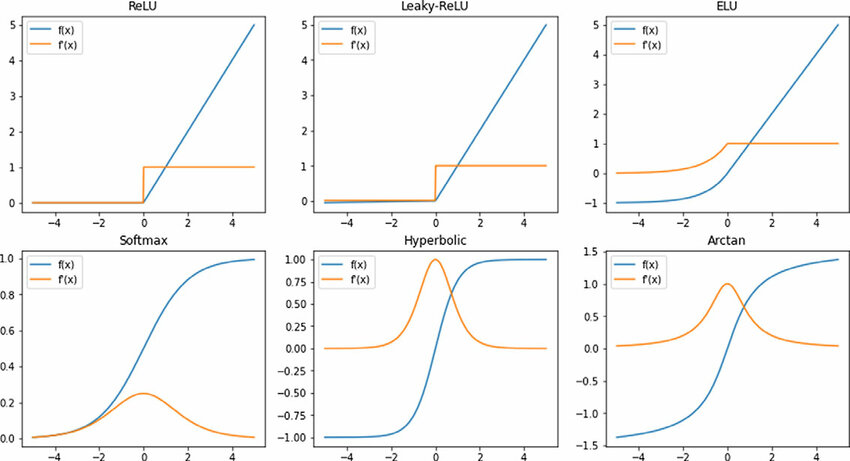 ReLU
f(x)
f'(x)
5
4
3
2
1
0
−4 −2 0 2 4
Leaky-ReLU
f(x)
f'(x)
5
4
3
2
1
0
−4 −2 0 2 4
ELU
f(x)
f'(x)
5
4
3
2
1
0
−1
−4 −2 0 2 4
Softmax
f(x)
f'(x)
1.0
0.8
0.6
0.4
0.2
0.0
−4 −2 0 2 4
Hyperbolic
f(x)
f'(x)
1.00
0.75
0.50
0.25
0.00
−0.25
−0.50
−0.75
−1.00
−4 −2 0 2 4
Arctan
f(x)
f'(x)
1.5
1.0
0.5
0.0
−0.5
−1.0
−1.5
−4 −2 0 2 4